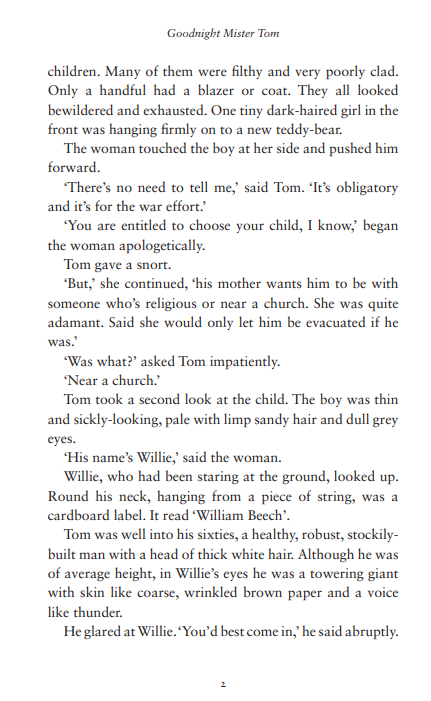 Goodnight Mister Tom
children. Many of them were filthy and very poorly clad.
Only a handful had a blazer or coat. They all looked
bewildered and exhausted. One tiny dark-haired girl in the
front was hanging firmly on to a new teddy-bear.
The woman touched the boy at her side and pushed him
forward.
‘There’s no need to tell me,’ said Tom. ‘It’s obligatory
and it’s for the war effort.’
‘You are entitled to choose your child, I know,’ began
the woman apologetically.
Tom gave a snort.
‘But,’ she continued, ‘his mother wants him to be with
someone who’s religious or near a church. She was quite
adamant. Said she would only let him be evacuated if he
was.’
‘Was what?’ asked Tom impatiently.
‘Near a church.’
Tom took a second look at the child. The boy was thin
and sickly-looking, pale with limp sandy hair and dull grey
eyes.
‘His name’s Willie,’ said the woman.
Willie, who had been staring at the ground, looked up.
Round his neck, hanging from a piece of string, was a
cardboard label. It read ‘William Beech’.
Tom was well into his sixties, a healthy, robust, stockily-
built man with a head of thick white hair. Although he was
of average height, in Willie’s eyes he was a towering giant
with skin like coarse, wrinkled brown paper and a voice
like thunder.
He glared at Willie. ‘You’d best come in,’ he said abruptly.
2